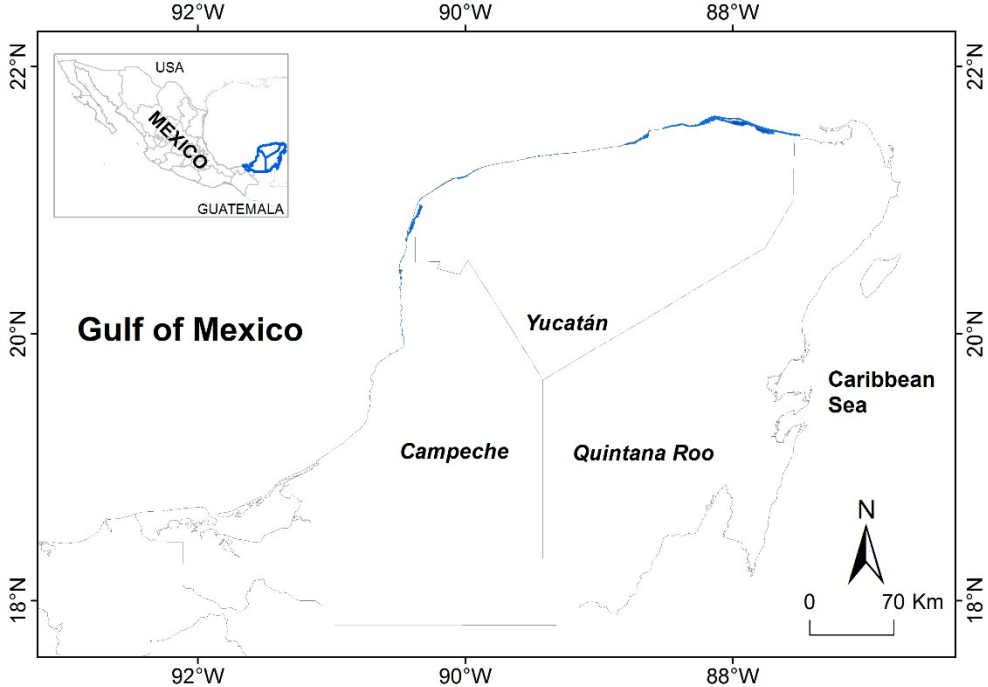 92°W 90°W 88°W
22°N
22°N
USA
MEXICO
GUATEMALA
Gulf of Mexico
Yucatán
20°N
20°N
Caribbean
Sea
Campeche
Quintana Roo
N
18°N
18°N
0 70 Km
92°W 90°W 88°W